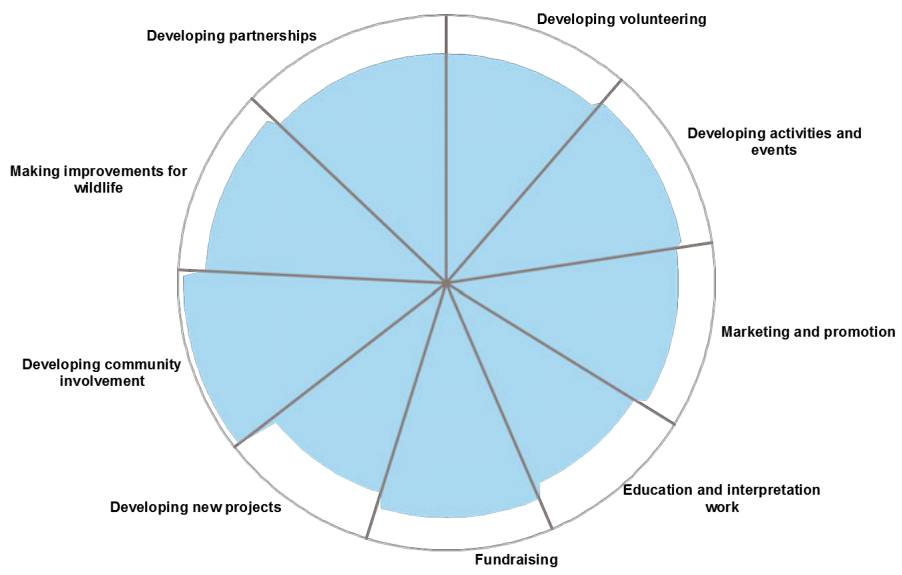 Developing volunteering
Developing partnerships
Developing activities and
events
Making improvements for
wildlife
Marketing and promotion
Developing community
involvement
Education and interpretation
work
Developing new projects
Fundraising